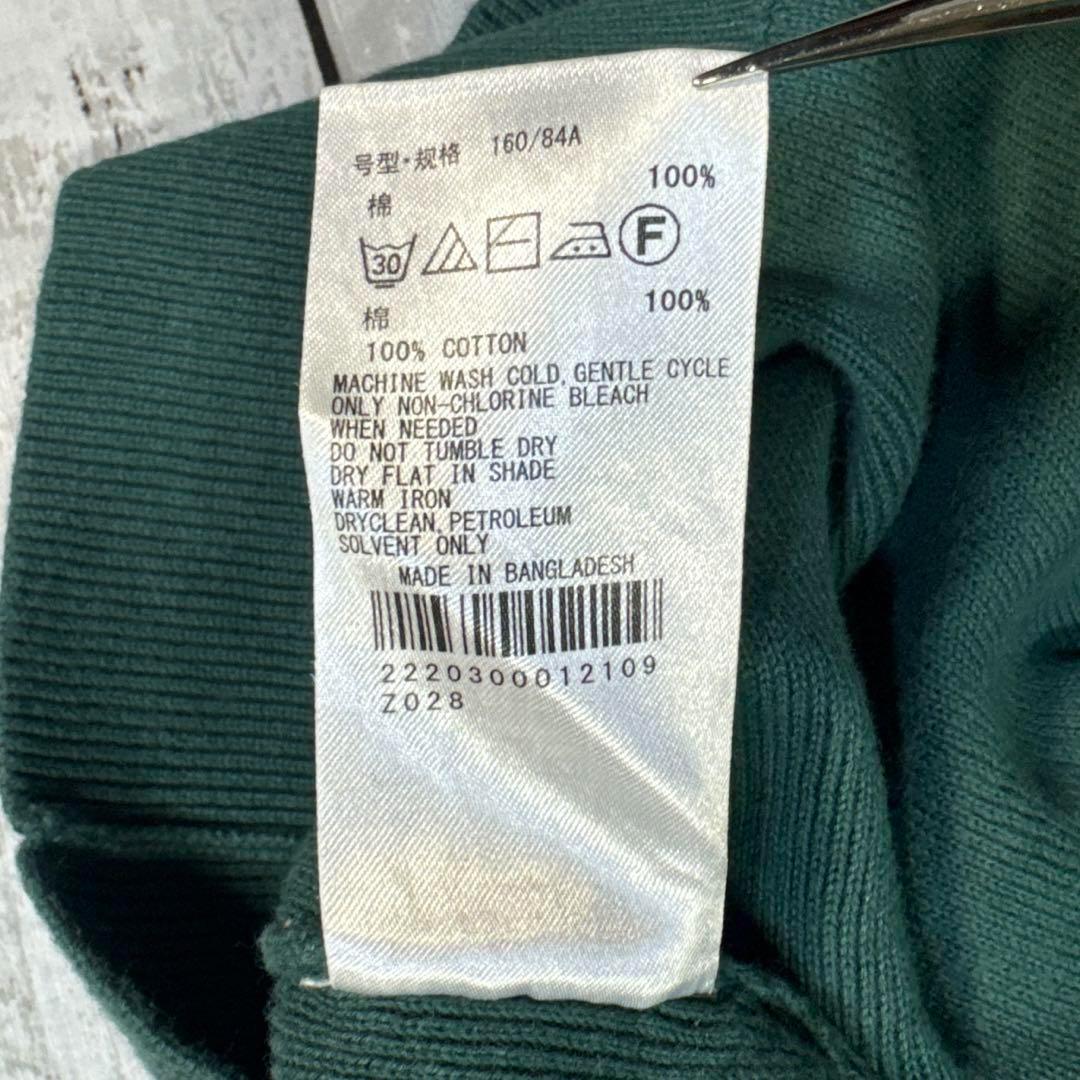 号型·规格 160/84A
棉 100%
30 F
棉 100%
100% COTTON
MACHINE WASH COLD, GENTLE CYCLE
ONLY NON-CHLORINE BLEACH
WHEN NEEDED
DO NOT TUMBLE DRY
DRY FLAT IN SHADE
WARM IRON
DRYCLEAN, PETROLEUM
SOLVENT ONLY
MADE IN BANGLADESH
2220300012109
Z028